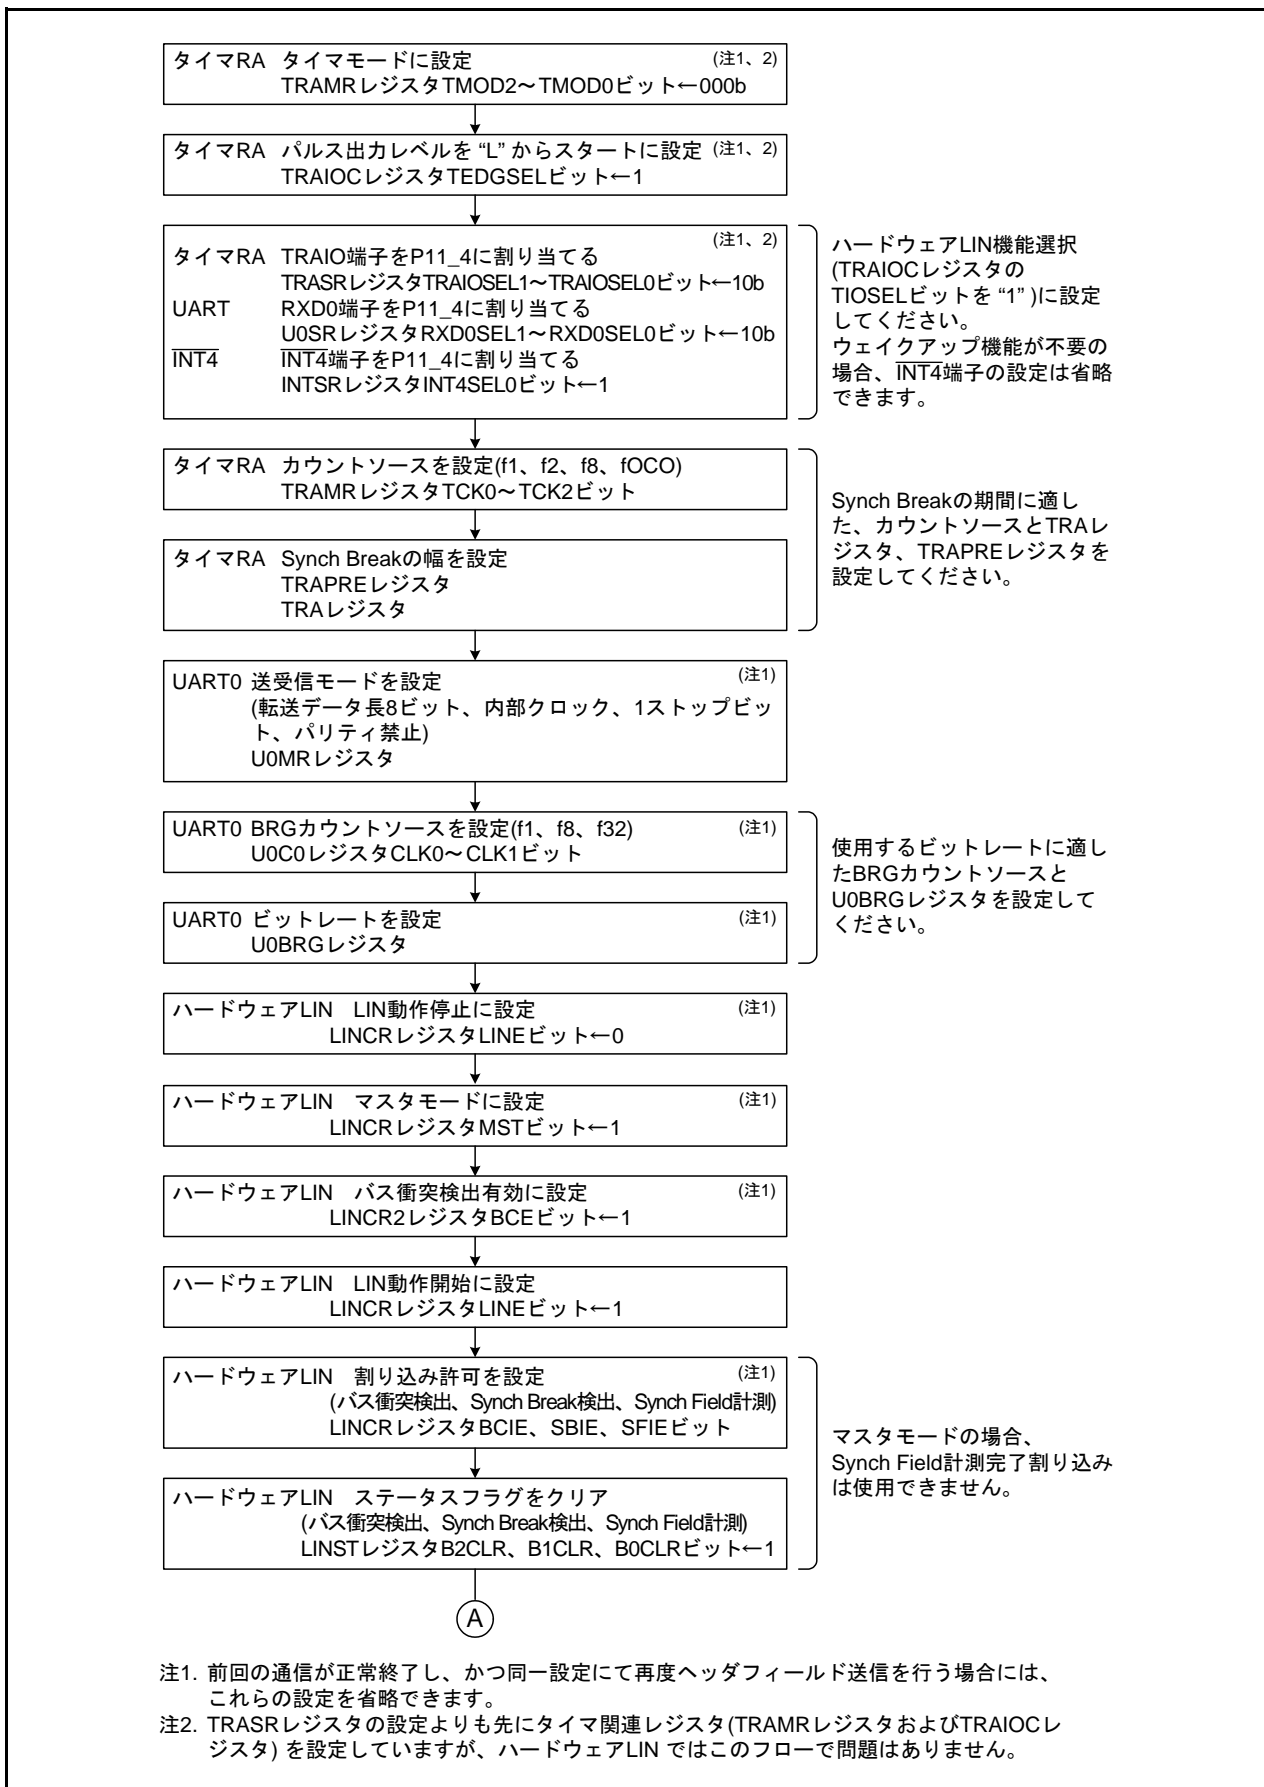 タイマRA タイマモードに設定 (注1、2)
TRAMRレジスタTMOD2～TMOD0ビット←000b
タイマRA パルス出力レベルを “L” からスタートに設定 (注1、2)
TRAIOCレジスタTEDGSELビット←1
(注1、2)
タイマRA TRAIO端子をP11_4に割り当てる
TRASRレジスタTRAIOSEL1～TRAIOSEL0ビット←10b
UART RXD0端子をP11_4に割り当てる
U0SRレジスタRXD0SEL1～RXD0SEL0ビット←10b
INT4 INT4端子をP11_4に割り当てる
INTSRレジスタINT4SEL0ビット←1
ハードウェアLIN機能選択
(TRAIOCレジスタの
TIOSELビットを “1” )に設定
してください。
ウェイクアップ機能が不要の
場合、INT4端子の設定は省略
できます。
タイマRA カウントソースを設定(f1、f2、f8、fOCO)
TRAMRレジスタTCK0～TCK2ビット
タイマRA Synch Breakの幅を設定
TRAPREレジスタ
TRAレジスタ
Synch Breakの期間に適し
た、カウントソースとTRAレ
ジスタ、TRAPREレジスタを
設定してください。
UART0 送受信モードを設定 (注1)
(転送データ長8ビット、内部クロック、1ストップビッ
ト、パリティ禁止)
U0MRレジスタ
UART0 BRGカウントソースを設定(f1、f8、f32) (注1)
U0C0レジスタCLK0～CLK1ビット
UART0 ビットレートを設定 (注1)
U0BRGレジスタ
使用するビットレートに適し
たBRGカウントソースと
U0BRGレジスタを設定して
ください。
ハードウェアLIN LIN動作停止に設定 (注1)
LINCRレジスタLINEビット←0
ハードウェアLIN マスタモードに設定 (注1)
LINCRレジスタMSTビット←1
ハードウェアLIN バス衝突検出有効に設定 (注1)
LINCR2レジスタBCEビット←1
ハードウェアLIN LIN動作開始に設定
LINCRレジスタLINEビット←1
ハードウェアLIN 割り込み許可を設定 (注1)
(バス衝突検出、Synch Break検出、Synch Field計測)
LINCRレジスタBCIE、SBIE、SFIEビット
ハードウェアLIN ステータスフラグをクリア
(バス衝突検出、Synch Break検出、Synch Field計測)
LINSTレジスタB2CLR、B1CLR、B0CLRビット←1
マスタモードの場合、
Synch Field計測完了割り込み
は使用できません。
A
注1. 前回の通信が正常終了し、かつ同一設定にて再度ヘッダフィールド送信を行う場合には、
これらの設定を省略できます。
注2. TRASRレジスタの設定よりも先にタイマ関連レジスタ(TRAMRレジスタおよびTRAIOCレ
ジスタ) を設定していますが、ハードウェアLIN ではこのフローで問題はありません。